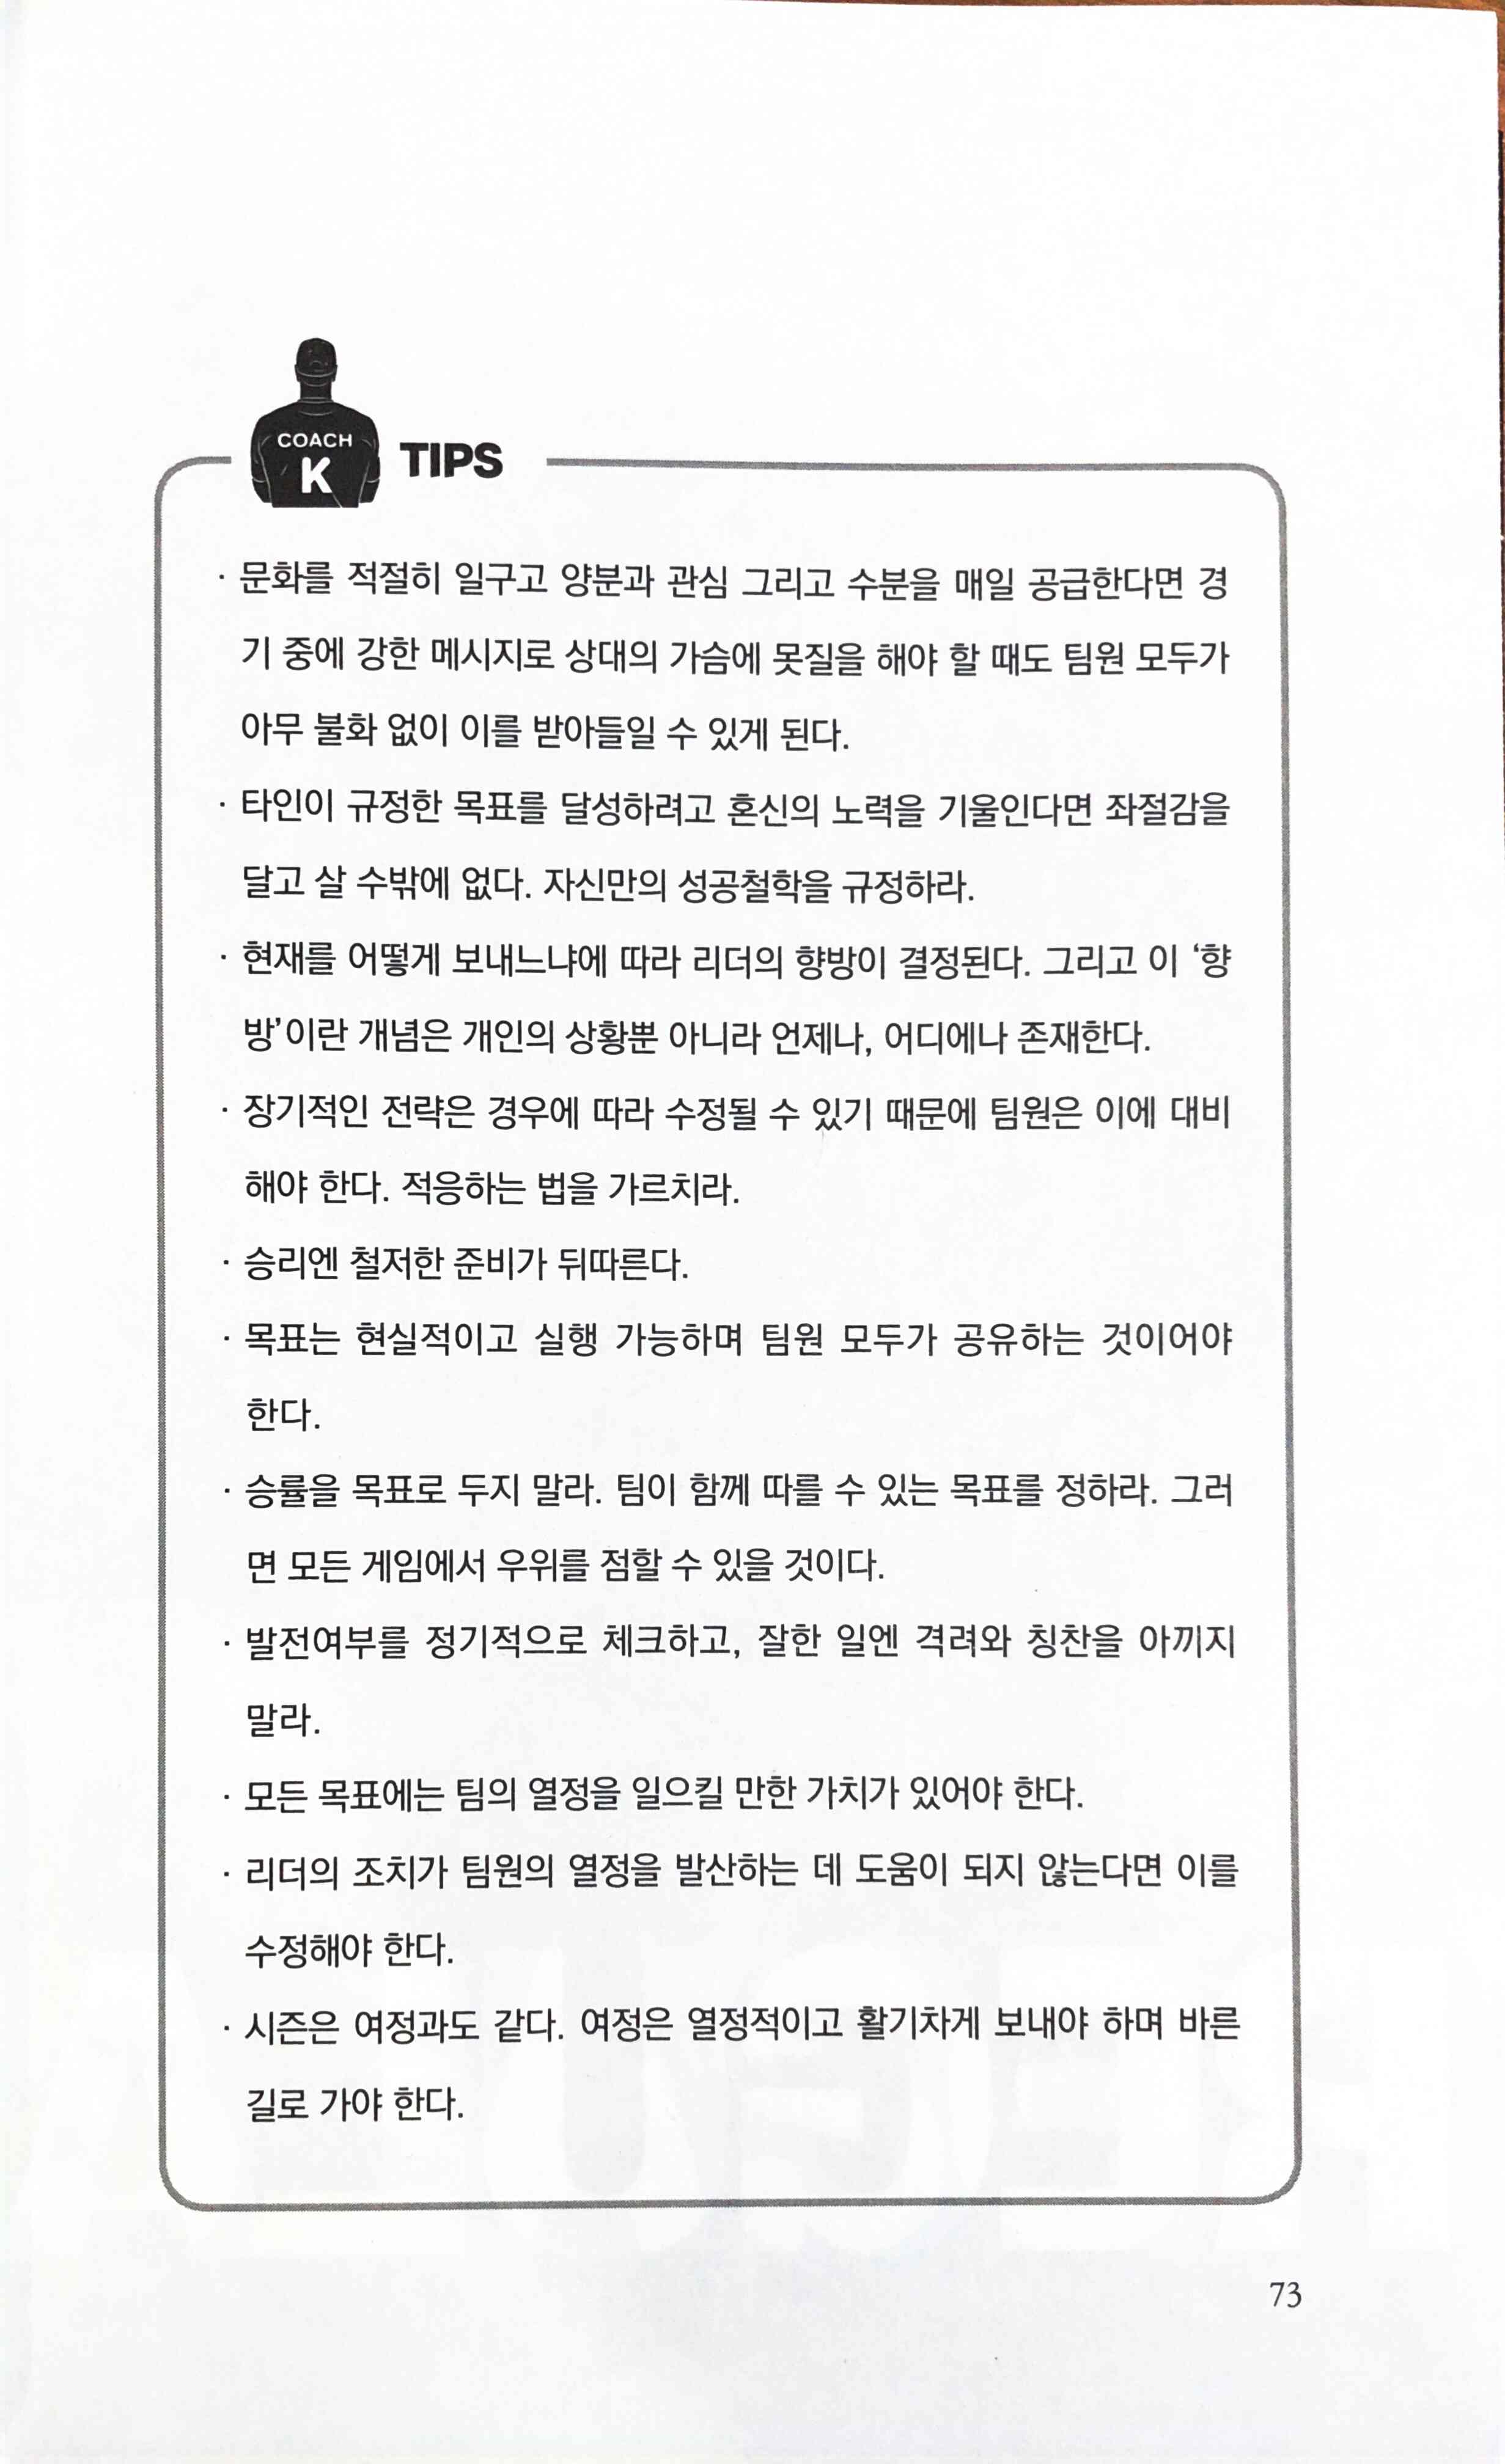 COACH
K
TIPS
· 문화를 적절히 일구고 양분과 관심 그리고 수분을 매일 공급한다면 경
기 중에 강한 메시지로 상대의 가슴에 못질을 해야 할 때도 팀원 모두가
아무 불화 없이 이를 받아들일 수 있게 된다.
· 타인이 규정한 목표를 달성하려고 혼신의 노력을 기울인다면 좌절감을
달고 살 수밖에 없다. 자신만의 성공철학을 규정하라.
· 현재를 어떻게 보내느냐에 따라 리더의 향방이 결정된다. 그리고 이 ‘향
방’이란 개념은 개인의 상황뿐 아니라 언제나, 어디에나 존재한다.
· 장기적인 전략은 경우에 따라 수정될 수 있기 때문에 팀원은 이에 대비
해야 한다. 적응하는 법을 가르치라.
· 승리엔 철저한 준비가 뒤따른다.
· 목표는 현실적이고 실행 가능하며 팀원 모두가 공유하는 것이어야
한다.
· 승률을 목표로 두지 말라. 팀이 함께 따를 수 있는 목표를 정하라. 그러
면 모든 게임에서 우위를 점할 수 있을 것이다.
· 발전여부를 정기적으로 체크하고, 잘한 일엔 격려와 칭찬을 아끼지
말라.
· 모든 목표에는 팀의 열정을 일으킬 만한 가치가 있어야 한다.
· 리더의 조치가 팀원의 열정을 발산하는 데 도움이 되지 않는다면 이를
수정해야 한다.
· 시즌은 여정과도 같다. 여정은 열정적이고 활기차게 보내야 하며 바른
길로 가야 한다.
73